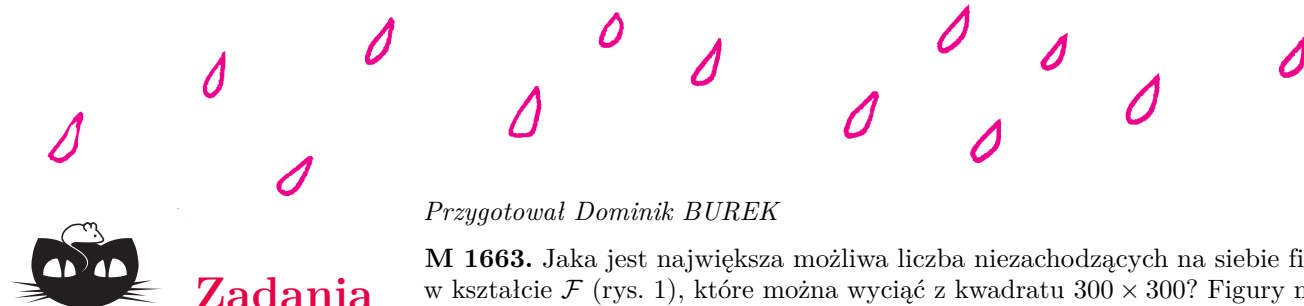 Przygotował Dominik BUREK
M 1663. Jaka jest największa możliwa liczba niezachodzących na siebie fi
Zadania
w kształcie F (rys. 1), które można wyciąć z kwadratu 300 × 300? Figury